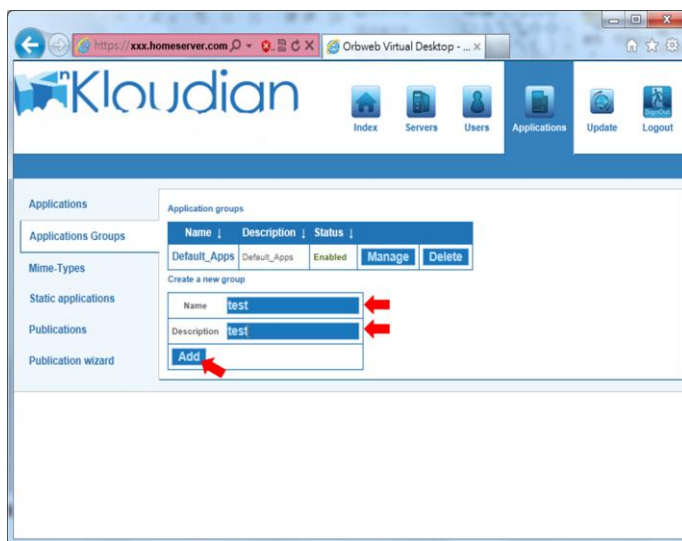 https://xxx.homeserver.com
Orbweb Virtual Desktop - ...
nKloudian
Index
Servers
Users
Applications
Update
SignOut
Logout
Applications
Applications Groups
Mime-Types
Static applications
Publications
Publication wizard
Application groups
Name ↓ Description ↓ Status ↓
Default_Apps Default_Apps Enabled Manage Delete
Create a new group
Name test
Description test
Add